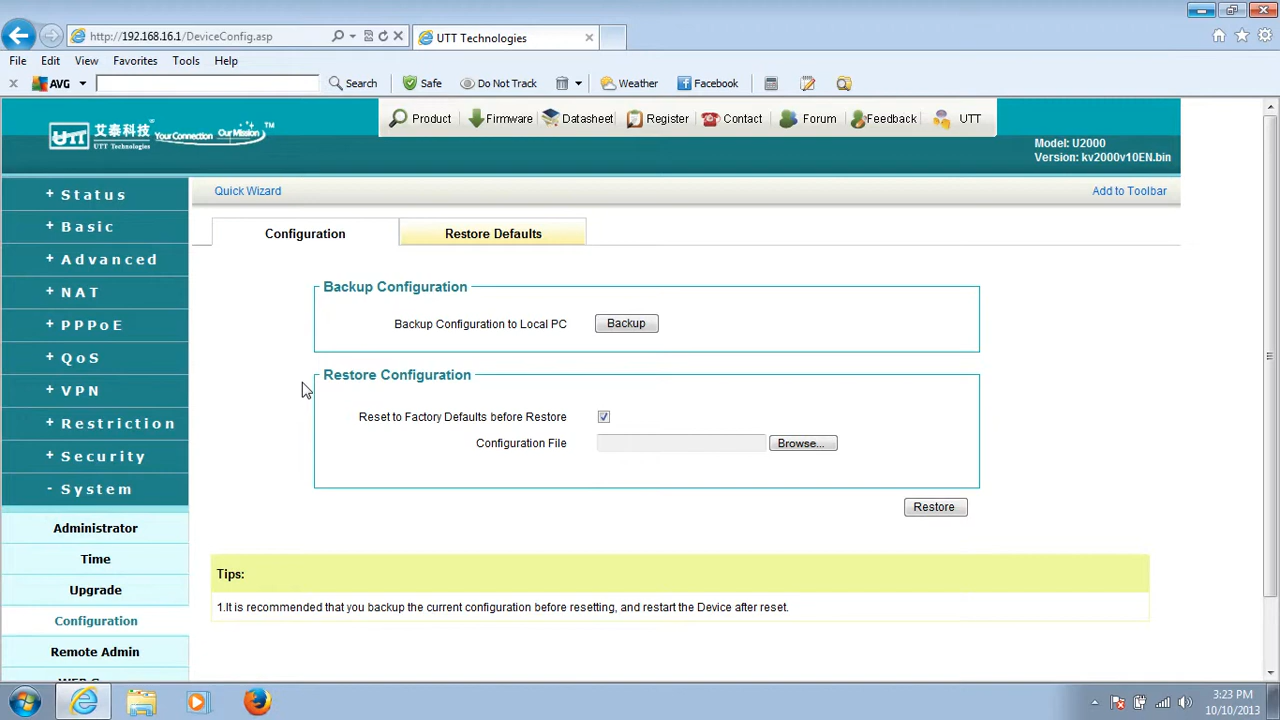 http://192.168.16.1/DeviceConfig.asp
UTT Technologies
File Edit View Favorites Tools Help
AVG Search Safe Do Not Track Weather Facebook
UTT 艾泰科技 Your Connection Our Mission TM
UTT Technologies
Product Firmware Datasheet Register Contact Forum Feedback UTT
Model: U2000
Version: kv2000v10EN.bin
Quick Wizard Add to Toolbar
+ Status
+ Basic
+ Advanced
+ NAT
+ PPPoE
+ QoS
+ VPN
+ Restriction
+ Security
- System
Administrator
Time
Upgrade
Configuration
Remote Admin
Configuration Restore Defaults
Backup Configuration
Backup Configuration to Local PC Backup
Restore Configuration
Reset to Factory Defaults before Restore
Configuration File Browse...
Restore
Tips:
1.It is recommended that you backup the current configuration before resetting, and restart the Device after reset.
3:23 PM
10/10/2013